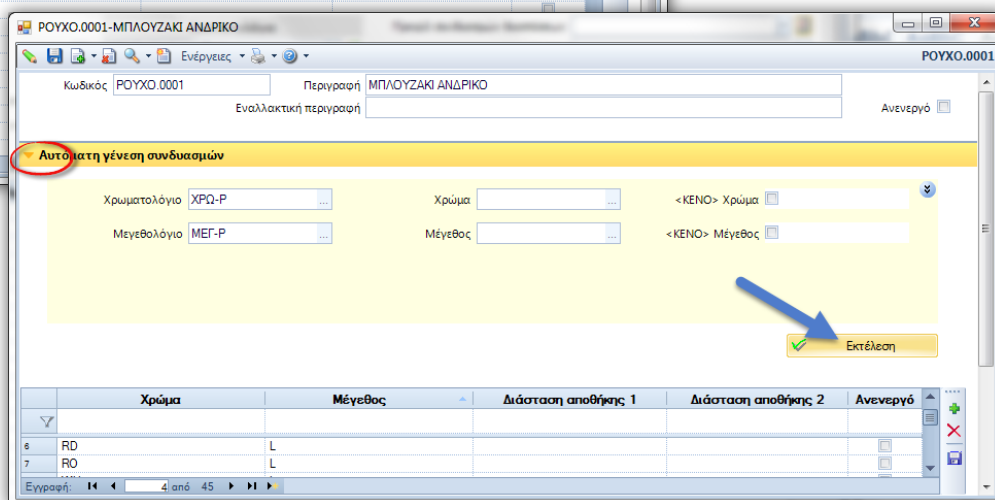 ΡΟΥΧΟ.0001-ΜΠΛΟΥΖΑΚΙ ΑΝΔΡΙΚΟ
Ενέργειες ΡΟΥΧΟ.0001
Κωδικός ΡΟΥΧΟ.0001 Περιγραφή ΜΠΛΟΥΖΑΚΙ ΑΝΔΡΙΚΟ
Εναλλακτική περιγραφή Ανενεργό
Αυτόματη γένεση συνδυασμών
Χρωματολόγιο ΧΡΩ-Ρ ... Χρώμα ... <ΚΕΝΟ> Χρώμα
Μεγεθολόγιο ΜΕΓ-Ρ ... Μέγεθος ... <ΚΕΝΟ> Μέγεθος
Εκτέλεση
Χρώμα Μέγεθος Διάσταση αποθήκης 1 Διάσταση αποθήκης 2 Ανενεργό
6 RD L
7 RO L
Εγγραφή: 4 από 45